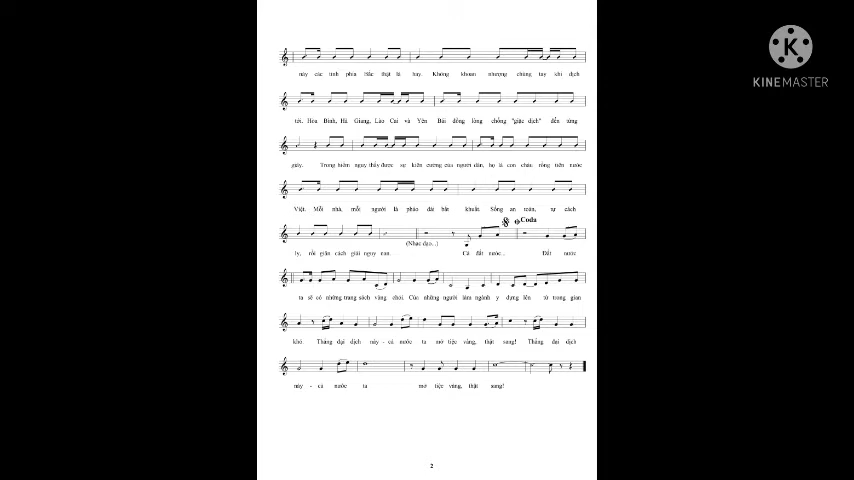 K
KINEMASTER
này các tỉnh phía Bắc thật là hay. Không khoan nhượng chúng tay khi dịch
tới. Hòa Bình, Hà Giang, Lào Cai và Yên Bái đồng lòng chống "giặc dịch" đến từng
giây. Trong hiểm nguy thấy được sự kiên cường của người dân, họ là con cháu rồng trên nước
Việt. Mỗi nhà, mỗi người là pháo đài bất khuất. Sống an toàn, tự cách
Coda
ly, rồi giãn cách giải nguy nan. (Nhạc dạo...) Cả đất nước.. Đất nước
ta sẽ có những trang sách vàng chói. Của những người làm ngành y dựng lên từ trong gian
khó. Thắng đại dịch này - cả nước ta mở tiệc vàng, thật sang! Thắng đại dịch
này - cả nước ta mở tiệc vàng, thật sang!
2